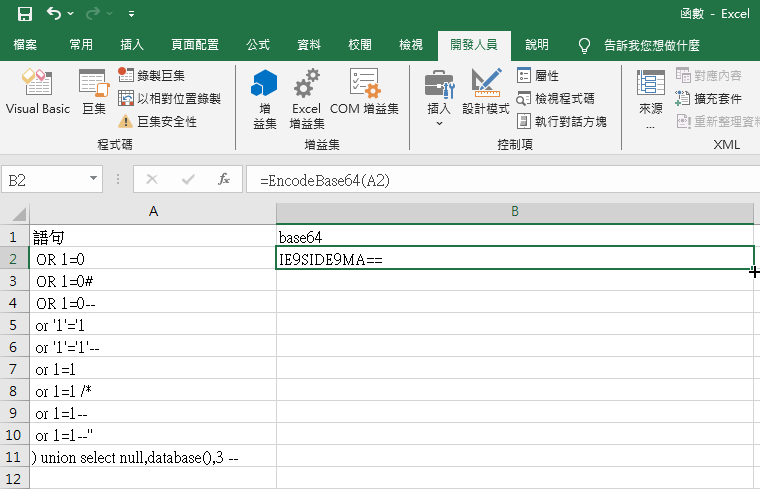 函數 - Excel
檔案 常用 插入 頁面配置 公式 資料 校閱 檢視 開發人員 說明 告訴我您想做什麼
Visual Basic 巨集 錄製巨集 以相對位置錄製 巨集安全性
增益集 Excel 增益集 COM 增益集
插入 設計模式 屬性 檢視程式碼 執行對話方塊
來源... 對應內容 擴充套件 重新整理資料
程式碼 增益集 控制項 XML
B2 fx =EncodeBase64(A2)
A B
1 語句 base64
2 OR 1=0 IE9SIDE9MA==
3 OR 1=0#
4 OR 1=0--
5 or '1'='1
6 or '1'='1'--
7 or 1=1
8 or 1=1 /*
9 or 1=1--
10 or 1=1--"
11 ) union select null,database(),3 --
12